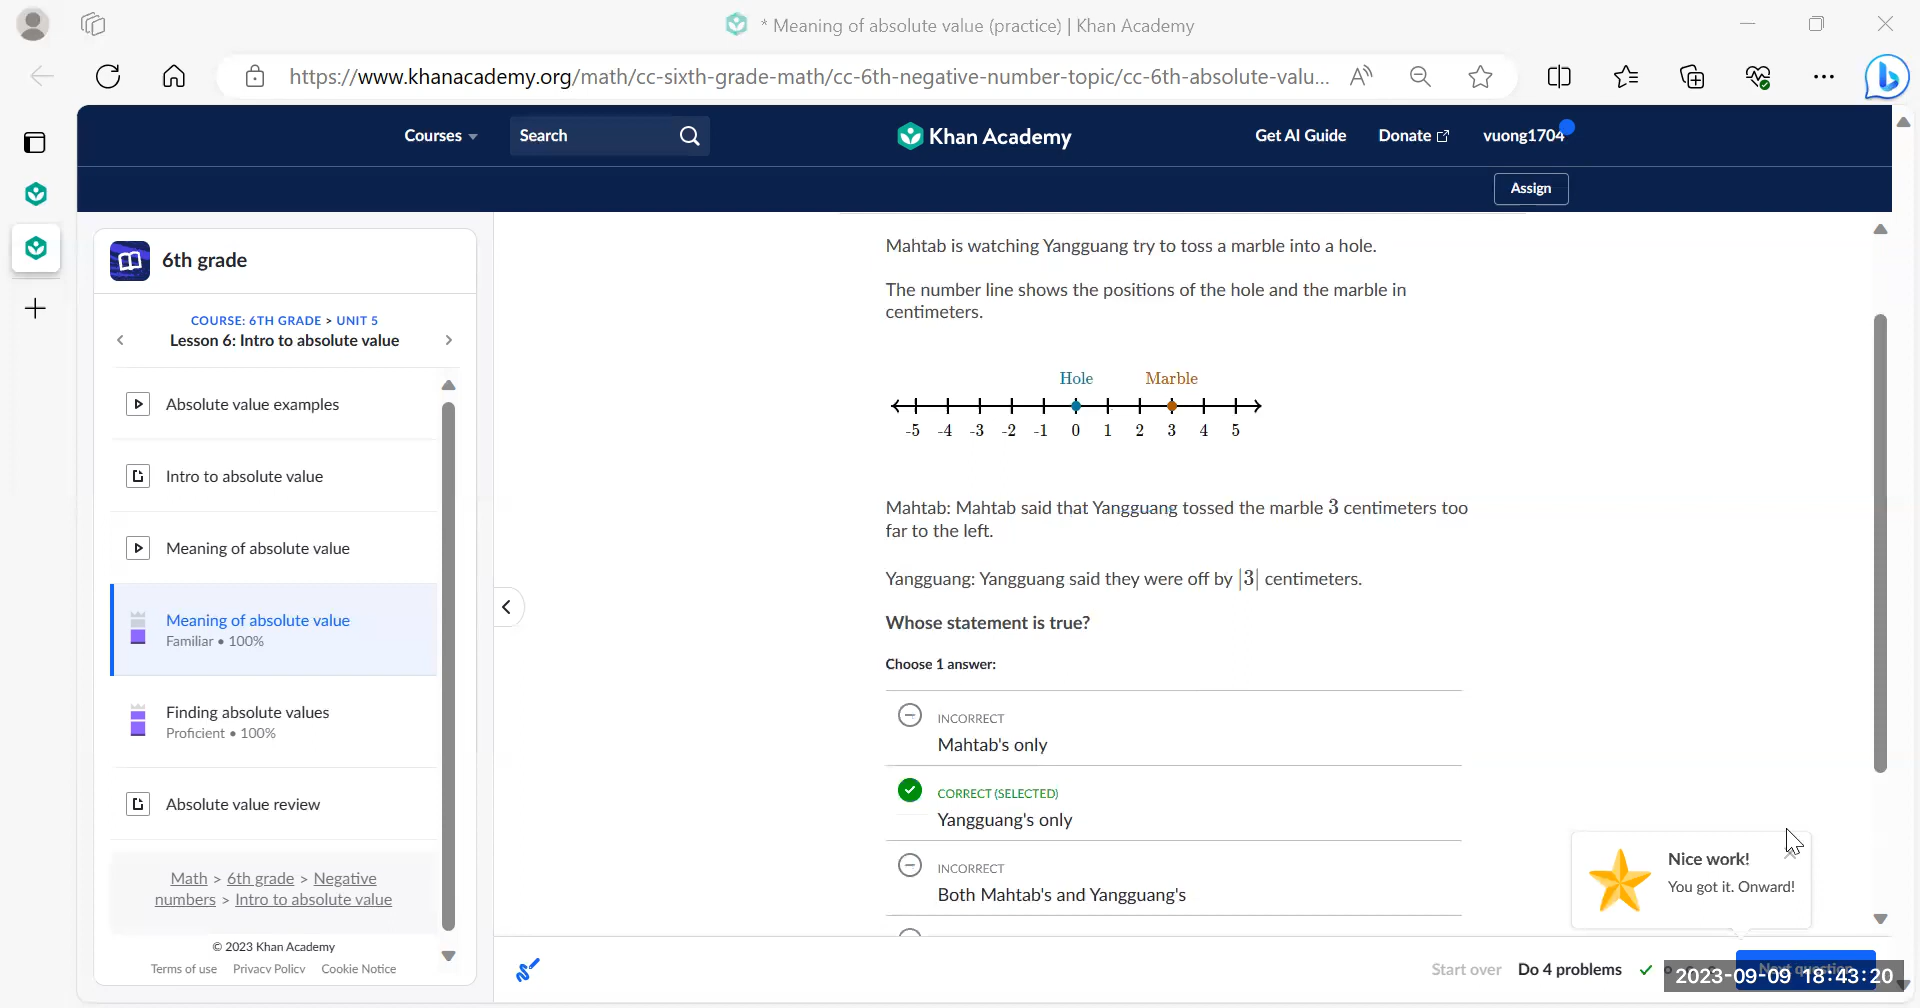 * Meaning of absolute value (practice) | Khan Academy
https://www.khanacademy.org/math/cc-sixth-grade-math/cc-6th-negative-number-topic/cc-6th-absolute-valu...
Courses
Search
Khan Academy
Get AI Guide
Donate
vuong1704
Assign
6th grade
COURSE: 6TH GRADE > UNIT 5
Lesson 6: Intro to absolute value
Absolute value examples
Intro to absolute value
Meaning of absolute value
Meaning of absolute value
Familiar • 100%
Finding absolute values
Proficient • 100%
Absolute value review
Math > 6th grade > Negative
numbers > Intro to absolute value
© 2023 Khan Academy
Terms of use Privacy Policy Cookie Notice
Mahtab is watching Yangguang try to toss a marble into a hole.
The number line shows the positions of the hole and the marble in
centimeters.
Hole Marble
-5 -4 -3 -2 -1 0 1 2 3 4 5
Mahtab: Mahtab said that Yangguang tossed the marble 3 centimeters too
far to the left.
Yangguang: Yangguang said they were off by |3| centimeters.
Whose statement is true?
Choose 1 answer:
INCORRECT
Mahtab's only
CORRECT (SELECTED)
Yangguang's only
INCORRECT
Both Mahtab's and Yangguang's
Nice work!
You got it. Onward!
Start over
Do 4 problems
2023-09-09 18:43:20